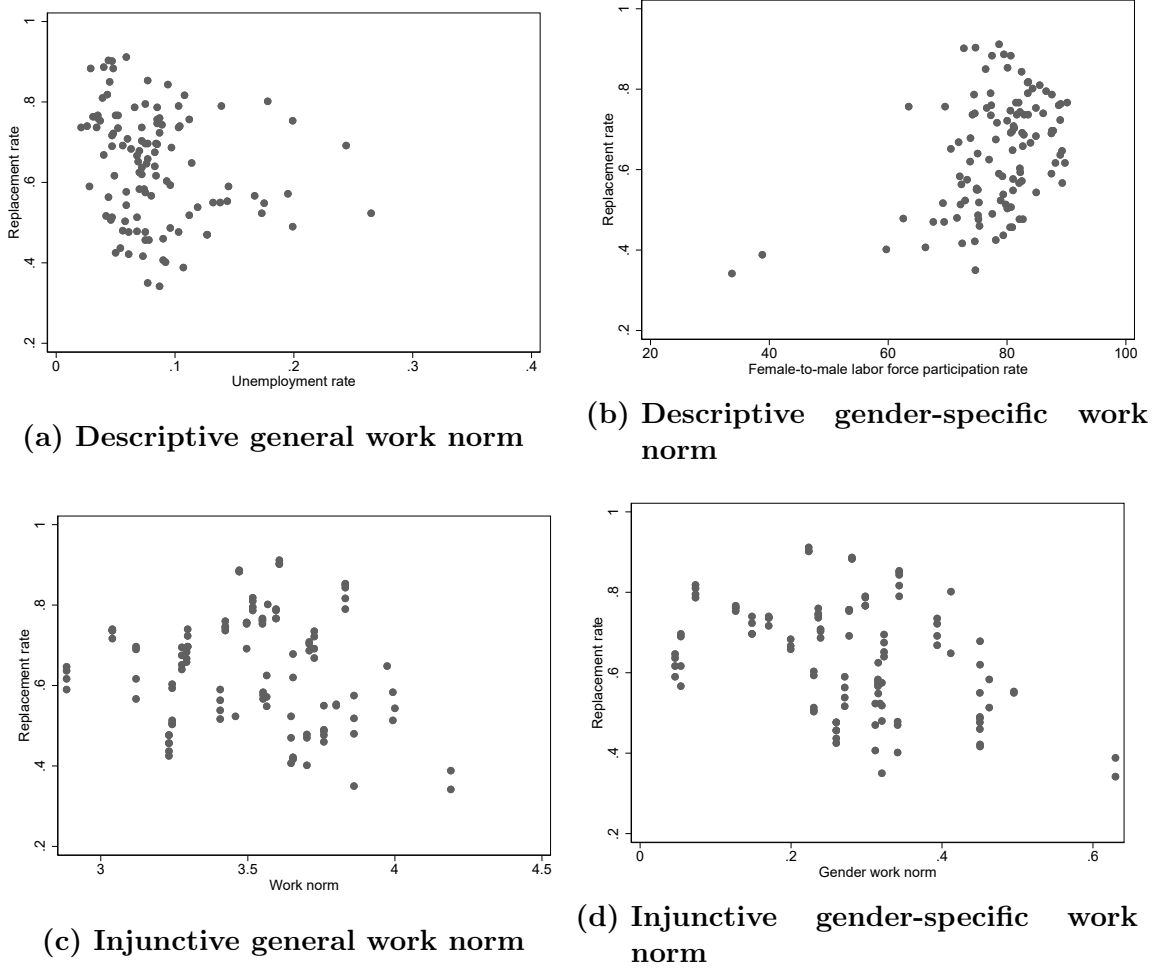 1
.8
.6
.4
.2
Replacement rate
0 .1 .2 .3 .4
Unemployment rate
(a) Descriptive general work norm
1
.8
.6
.4
.2
Replacement rate
20 40 60 80 100
Female-to-male labor force participation rate
(b) Descriptive gender-specific work
norm
1
.8
.6
.4
.2
Replacement rate
3 3.5 4 4.5
Work norm
(c) Injunctive general work norm
1
.8
.6
.4
.2
Replacement rate
0 .2 .4 .6
Gender work norm
(d) Injunctive gender-specific work
norm